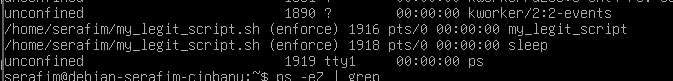 unconfined 1890 ? 00:00:00 kworker/2:2-events
/home/serafim/my_legit_script.sh (enforce) 1916 pts/0 00:00:00 my_legit_script
/home/serafim/my_legit_script.sh (enforce) 1918 pts/0 00:00:00 sleep
unconfined 1919 tty1 00:00:00 ps
serafim@debian-serafim-ciobanu:~$ ps -eZ | grep